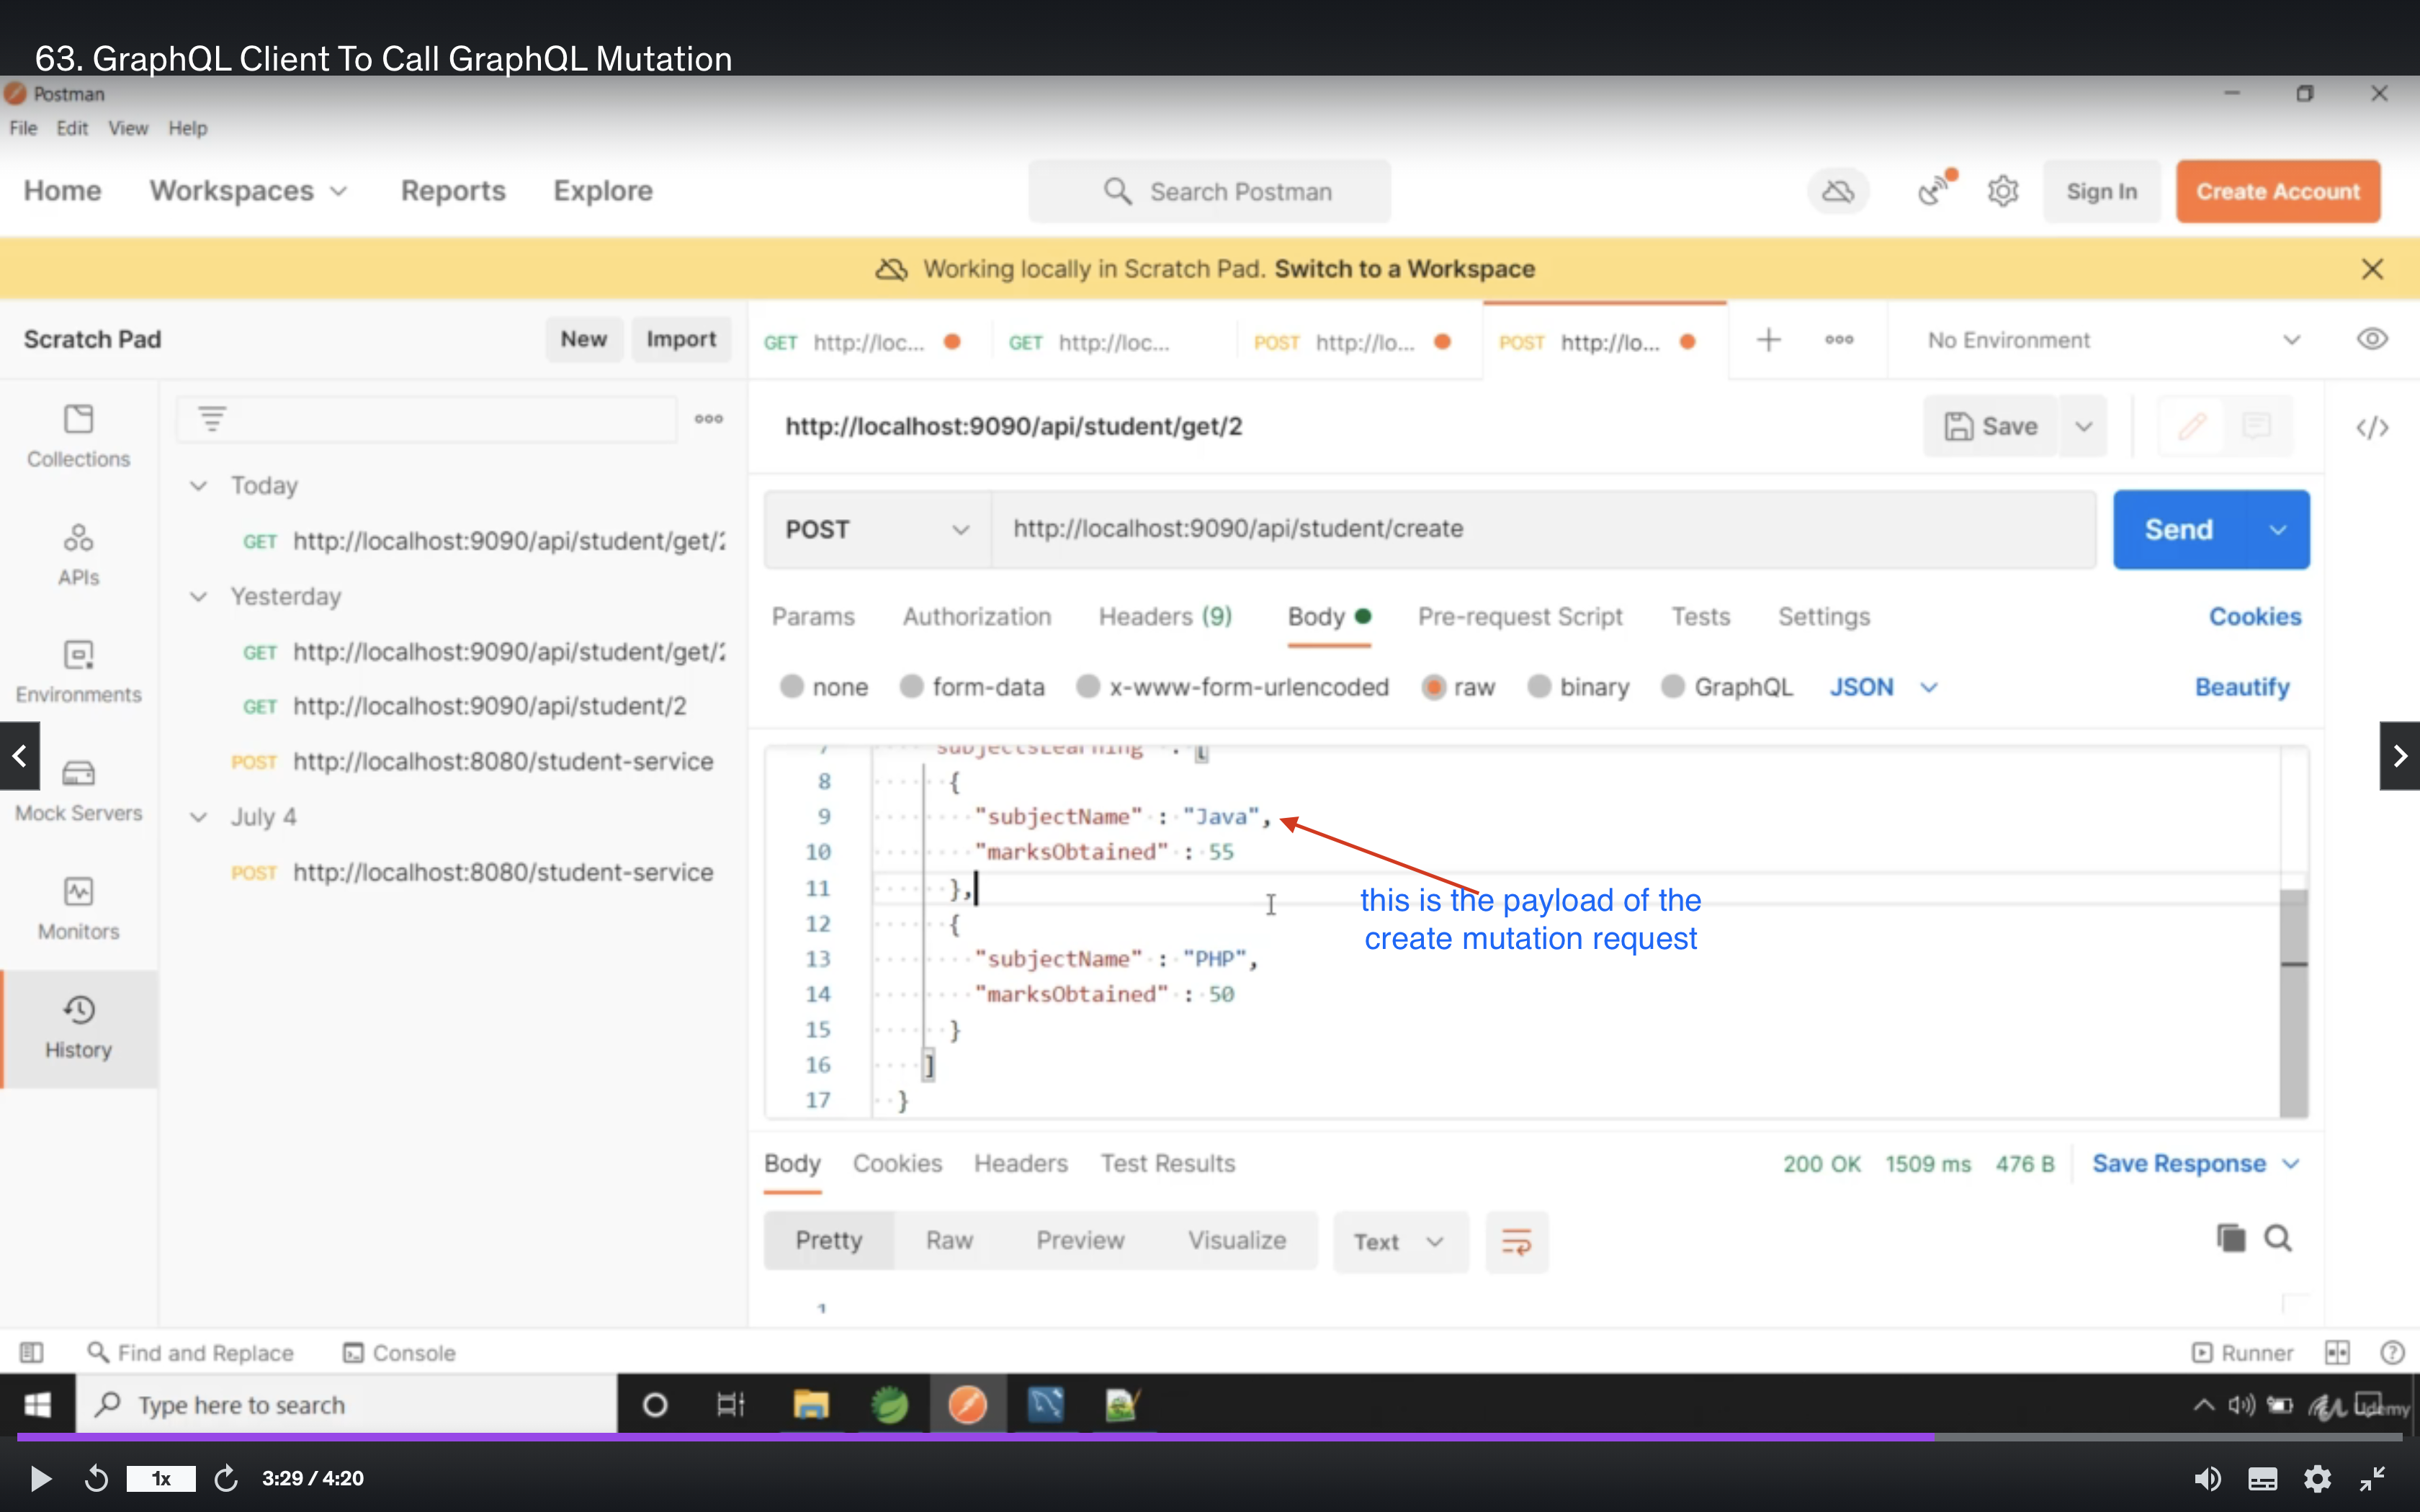 63. GraphQL Client To Call GraphQL Mutation
Postman
File Edit View Help
Home Workspaces Reports Explore Search Postman Sign In Create Account
Working locally in Scratch Pad. Switch to a Workspace
Scratch Pad New Import
GET http://loc... GET http://loc... POST http://lo... POST http://lo... No Environment
Collections
APIs
Environments
Mock Servers
Monitors
History
Today
GET http://localhost:9090/api/student/get/2
Yesterday
GET http://localhost:9090/api/student/get/2
GET http://localhost:9090/api/student/2
POST http://localhost:8080/student-service
July 4
POST http://localhost:8080/student-service
http://localhost:9090/api/student/get/2 Save
POST http://localhost:9090/api/student/create Send
Params Authorization Headers (9) Body Pre-request Script Tests Settings Cookies
none form-data x-www-form-urlencoded raw binary GraphQL JSON Beautify
7 subjectsLearning : [
8 {
9 "subjectName" : "Java",
10 "marksObtained" : 55
11 },
12 {
13 "subjectName" : "PHP",
14 "marksObtained" : 50
15 }
16 ]
17 }
this is the payload of the
create mutation request
Body Cookies Headers Test Results 200 OK 1509 ms 476 B Save Response
Pretty Raw Preview Visualize Text
1
Find and Replace Console Runner
Type here to search
Udemy
1x 3:29 / 4:20